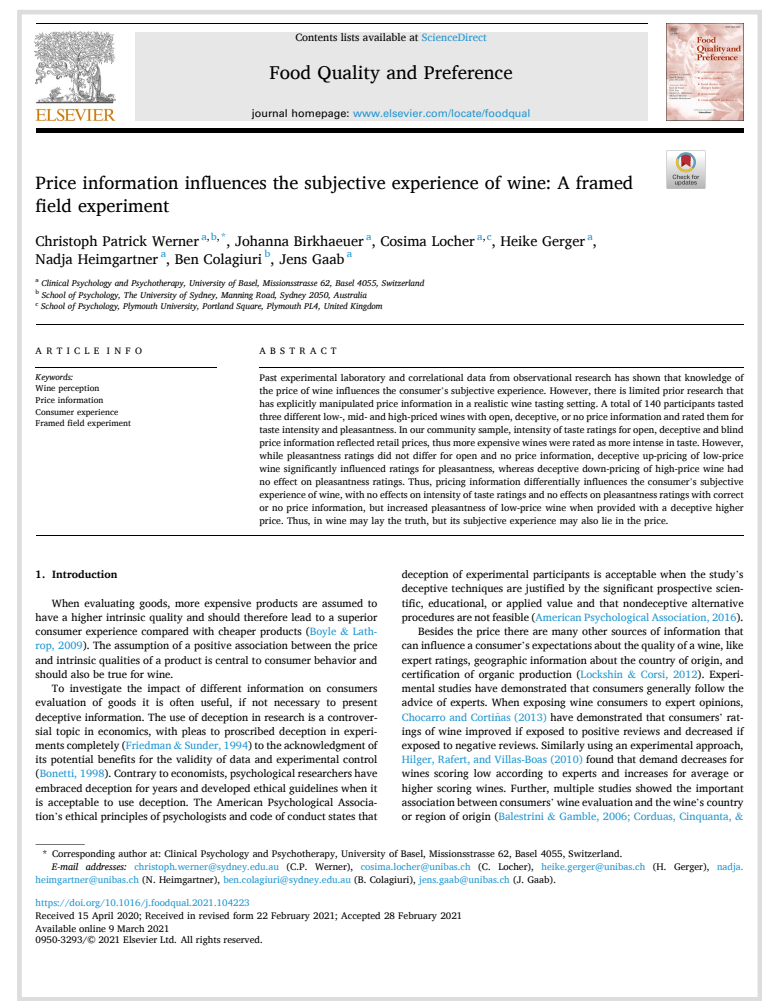 Contents lists available at ScienceDirect
Food Quality and Preference
journal homepage: www.elsevier.com/locate/foodqual
ELSEVIER
Food
Quality and
Preference
Check for
updates
Price information influences the subjective experience of wine: A framed
field experiment
Christoph Patrick Werner a,b,*, Johanna Birkhaeuer a, Cosima Locher a,c, Heike Gerger a,
Nadja Heimgartner a, Ben Colagiuri b, Jens Gaab a
a Clinical Psychology and Psychotherapy, University of Basel, Missionsstrasse 62, Basel 4055, Switzerland
b School of Psychology, The University of Sydney, Manning Road, Sydney 2050, Australia
c School of Psychology, Plymouth University, Portland Square, Plymouth PL4, United Kingdom
ARTICLE INFO
Keywords:
Wine perception
Price information
Consumer experience
Framed field experiment
ABSTRACT
Past experimental laboratory and correlational data from observational research has shown that knowledge of
the price of wine influences the consumer's subjective experience. However, there is limited prior research that
has explicitly manipulated price information in a realistic wine tasting setting. A total of 140 participants tasted
three different low-, mid- and high-priced wines with open, deceptive, or no price information and rated them for
taste intensity and pleasantness. In our community sample, intensity of taste ratings for open, deceptive and blind
price information reflected retail prices, thus more expensive wines were rated as more intense in taste. However,
while pleasantness ratings did not differ for open and no price information, deceptive up-pricing of low-price
wine significantly influenced ratings for pleasantness, whereas deceptive down-pricing of high-price wine had
no effect on pleasantness ratings. Thus, pricing information differentially influences the consumer's subjective
experience of wine, with no effects on intensity of taste ratings and no effects on pleasantness ratings with correct
or no price information, but increased pleasantness of low-price wine when provided with a deceptive higher
price. Thus, in wine may lay the truth, but its subjective experience may also lie in the price.
1. Introduction
When evaluating goods, more expensive products are assumed to
have a higher intrinsic quality and should therefore lead to a superior
consumer experience compared with cheaper products (Boyle & Lath-
rop, 2009). The assumption of a positive association between the price
and intrinsic qualities of a product is central to consumer behavior and
should also be true for wine.
To investigate the impact of different information on consumers
evaluation of goods it is often useful, if not necessary to present
deceptive information. The use of deception in research is a controver-
sial topic in economics, with pleas to proscribed deception in experi-
ments completely (Friedman & Sunder, 1994) to the acknowledgment of
its potential benefits for the validity of data and experimental control
(Bonetti, 1998). Contrary to economists, psychological researchers have
embraced deception for years and developed ethical guidelines when it
is acceptable to use deception. The American Psychological Associa-
tion's ethical principles of psychologists and code of conduct states that
deception of experimental participants is acceptable when the study's
deceptive techniques are justified by the significant prospective scien-
tific, educational, or applied value and that nondeceptive alternative
procedures are not feasible (American Psychological Association, 2016).
Besides the price there are many other sources of information that
can influence a consumer's expectations about the quality of a wine, like
expert ratings, geographic information about the country of origin, and
certification of organic production (Lockshin & Corsi, 2012). Experi-
mental studies have demonstrated that consumers generally follow the
advice of experts. When exposing wine consumers to expert opinions,
Chocarro and Cortiñas (2013) have demonstrated that consumers' rat-
ings of wine improved if exposed to positive reviews and decreased if
exposed to negative reviews. Similarly using an experimental approach,
Hilger, Rafert, and Villas-Boas (2010) found that demand decreases for
wines scoring low according to experts and increases for average or
higher scoring wines. Further, multiple studies showed the important
association between consumers' wine evaluation and the wine's country
or region of origin (Balestrini & Gamble, 2006; Corduas, Cinquanta, &
* Corresponding author at: Clinical Psychology and Psychotherapy, University of Basel, Missionsstrasse 62, Basel 4055, Switzerland.
E-mail addresses: christoph.werner@sydney.edu.au (C.P. Werner), cosima.locher@unibas.ch (C. Locher), heike.gerger@unibas.ch (H. Gerger), nadja.
heimgartner@unibas.ch (N. Heimgartner), ben.colagiuri@sydney.edu.au (B. Colagiuri), jens.gaab@unibas.ch (J. Gaab).
https://doi.org/10.1016/j.foodqual.2021.104223
Received 15 April 2020; Received in revised form 22 February 2021; Accepted 28 February 2021
Available online 9 March 2021
0950-3293/© 2021 Elsevier Ltd. All rights reserved.